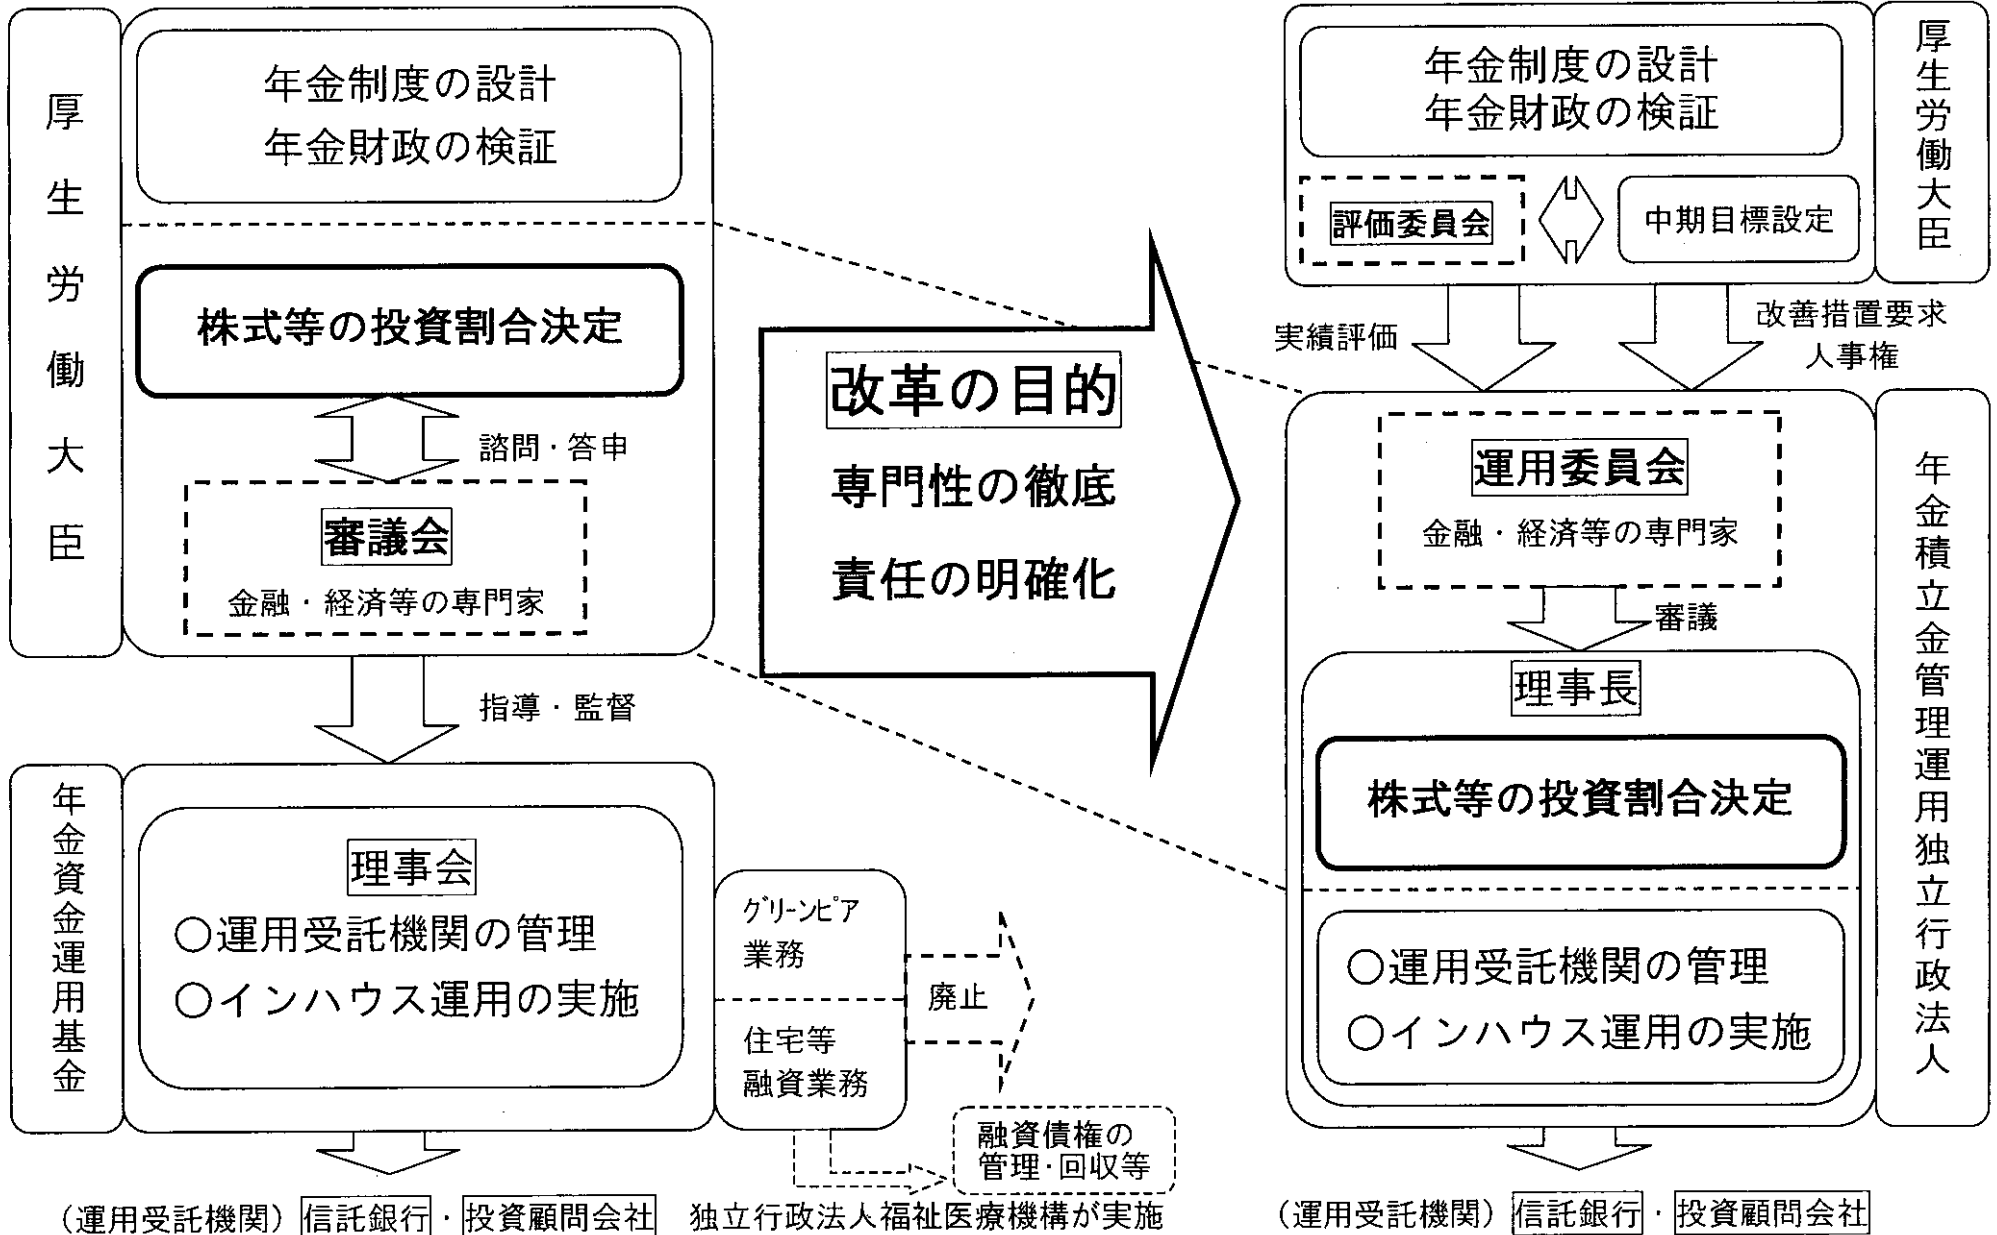 厚生労働大臣
年金制度の設計
年金財政の検証
株式等の投資割合決定
諮問・答申
審議会
金融・経済等の専門家
指導・監督
年金資金運用基金
理事会
○運用受託機関の管理
○インハウス運用の実施
グリーンピア
業務
住宅等
融資業務
廃止
融資債権の
管理・回収等
独立行政法人福祉医療機構が実施
(運用受託機関) 信託銀行・投資顧問会社
改革の目的
専門性の徹底
責任の明確化
年金制度の設計
年金財政の検証
評価委員会
中期目標設定
厚生労働大臣
実績評価
改善措置要求
人事権
運用委員会
金融・経済等の専門家
審議
理事長
株式等の投資割合決定
○運用受託機関の管理
○インハウス運用の実施
年金積立金管理運用独立行政法人
(運用受託機関) 信託銀行・投資顧問会社